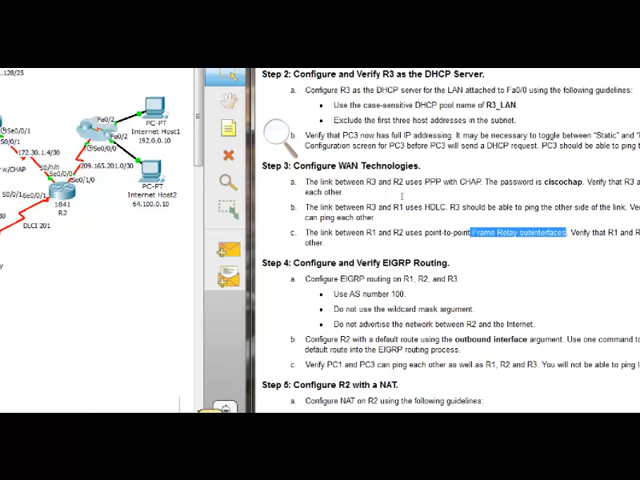 .128/25
Se0/0/1
172.30.1.4/30
w/CHAP
S0/0/1
Se0/0/1
S0/0/0
1841
R2
Se0/1/0
209.165.201.0/30
DLCI 201
Se0/0/0
Fa0/2
Fa0/2
PC-PT
Internet Host1
192.0.0.10
PC-PT
Internet Host2
64.100.0.10
Step 2: Configure and Verify R3 as the DHCP Server.
a. Configure R3 as the DHCP server for the LAN attached to Fa0/0 using the following guidelines:
• Use the case-sensitive DHCP pool name of R3_LAN.
• Exclude the first three host addresses in the subnet.
b. Verify that PC3 now has full IP addressing. It may be necessary to toggle between "Static" and
Configuration screen for PC3 before PC3 will send a DHCP request. PC3 should be able to ping
Step 3: Configure WAN Technologies.
a. The link between R3 and R2 uses PPP with CHAP. The password is ciscochap. Verify that R3
each other.
b. The link between R3 and R1 uses HDLC. R3 should be able to ping the other side of the link.
can ping each other.
c. The link between R1 and R2 uses point-to-point Frame Relay subinterfaces. Verify that R1 and
other.
Step 4: Configure and Verify EIGRP Routing.
a. Configure EIGRP routing on R1, R2, and R3.
• Use AS number 100.
• Do not use the wildcard mask argument.
• Do not advertise the network between R2 and the Internet.
b. Configure R2 with a default route using the outbound interface argument. Use one command to
default route into the EIGRP routing process.
c. Verify PC1 and PC3 can ping each other as well as R1, R2 and R3. You will not be able to ping
Step 5: Configure R2 with a NAT.
a. Configure NAT on R2 using the following guidelines: